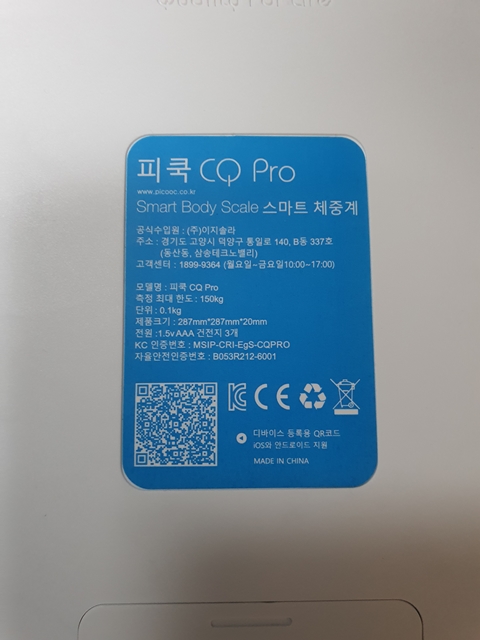 피쿡 CQ Pro
www.picooc.co.kr
Smart Body Scale 스마트 체중계
공식수입원 : (주)이지솔라
주소 : 경기도 고양시 덕양구 통일로 140, B동 337호
(동산동, 삼송테크노밸리)
고객센터 : 1899-9364 (월요일~금요일10:00~17:00)
모델명 : 피쿡 CQ Pro
측정 최대 한도 : 150kg
단위 : 0.1kg
제품크기 : 287mm*287mm*20mm
전원 : 1.5v AAA 건전지 3개
KC 인증번호 : MSIP-CRI-EgS-CQPRO
자율안전인증번호 : B053R212-6001
디바이스 등록용 QR코드
iOS와 안드로이드 지원
MADE IN CHINA